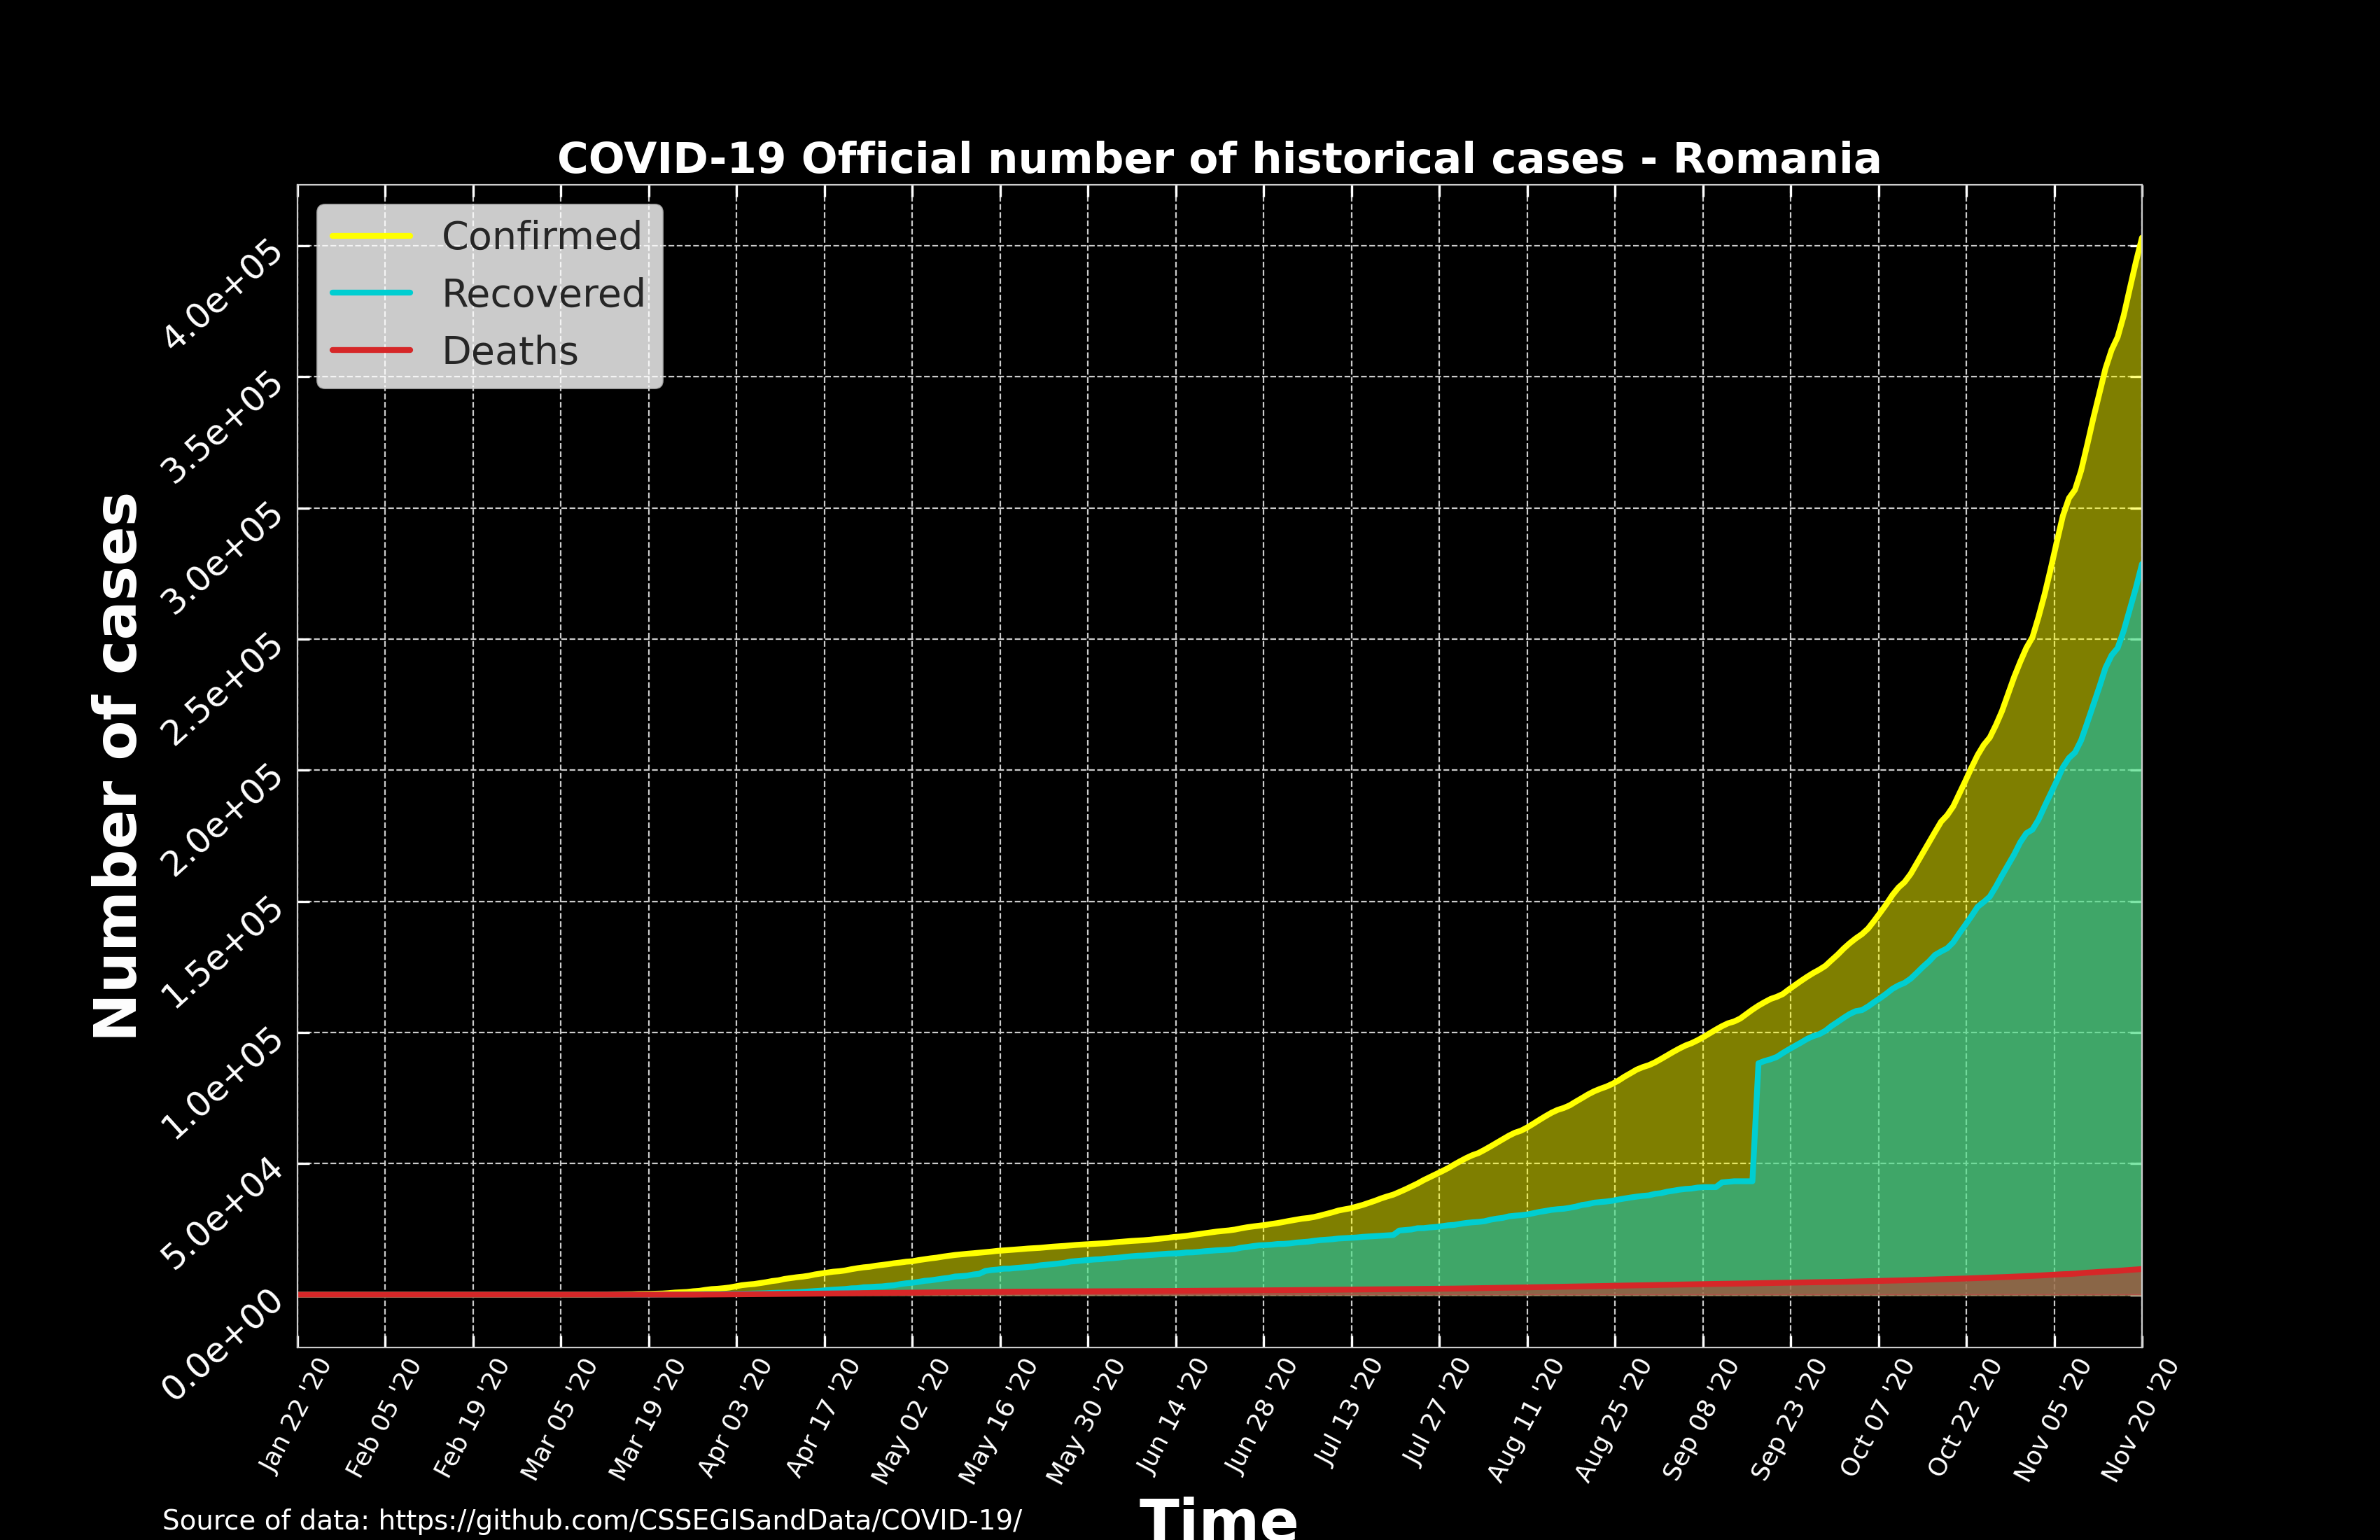 COVID-19 Official number of historical cases - Romania
Confirmed
Recovered
Deaths
Number of cases
4.0e+05
3.5e+05
3.0e+05
2.5e+05
2.0e+05
1.5e+05
1.0e+05
5.0e+04
0.0e+00
Jan 22 '20
Feb 05 '20
Feb 19 '20
Mar 05 '20
Mar 19 '20
Apr 03 '20
Apr 17 '20
May 02 '20
May 16 '20
May 30 '20
Jun 14 '20
Jun 28 '20
Jul 13 '20
Jul 27 '20
Aug 11 '20
Aug 25 '20
Sep 08 '20
Sep 23 '20
Oct 07 '20
Oct 22 '20
Nov 05 '20
Nov 20 '20
Time
Source of data: https://github.com/CSSEGISandData/COVID-19/